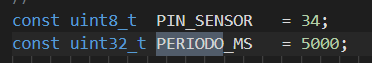 //
const uint8_t  PIN_SENSOR   = 34;
const uint32_t PERIODO_MS   = 5000;